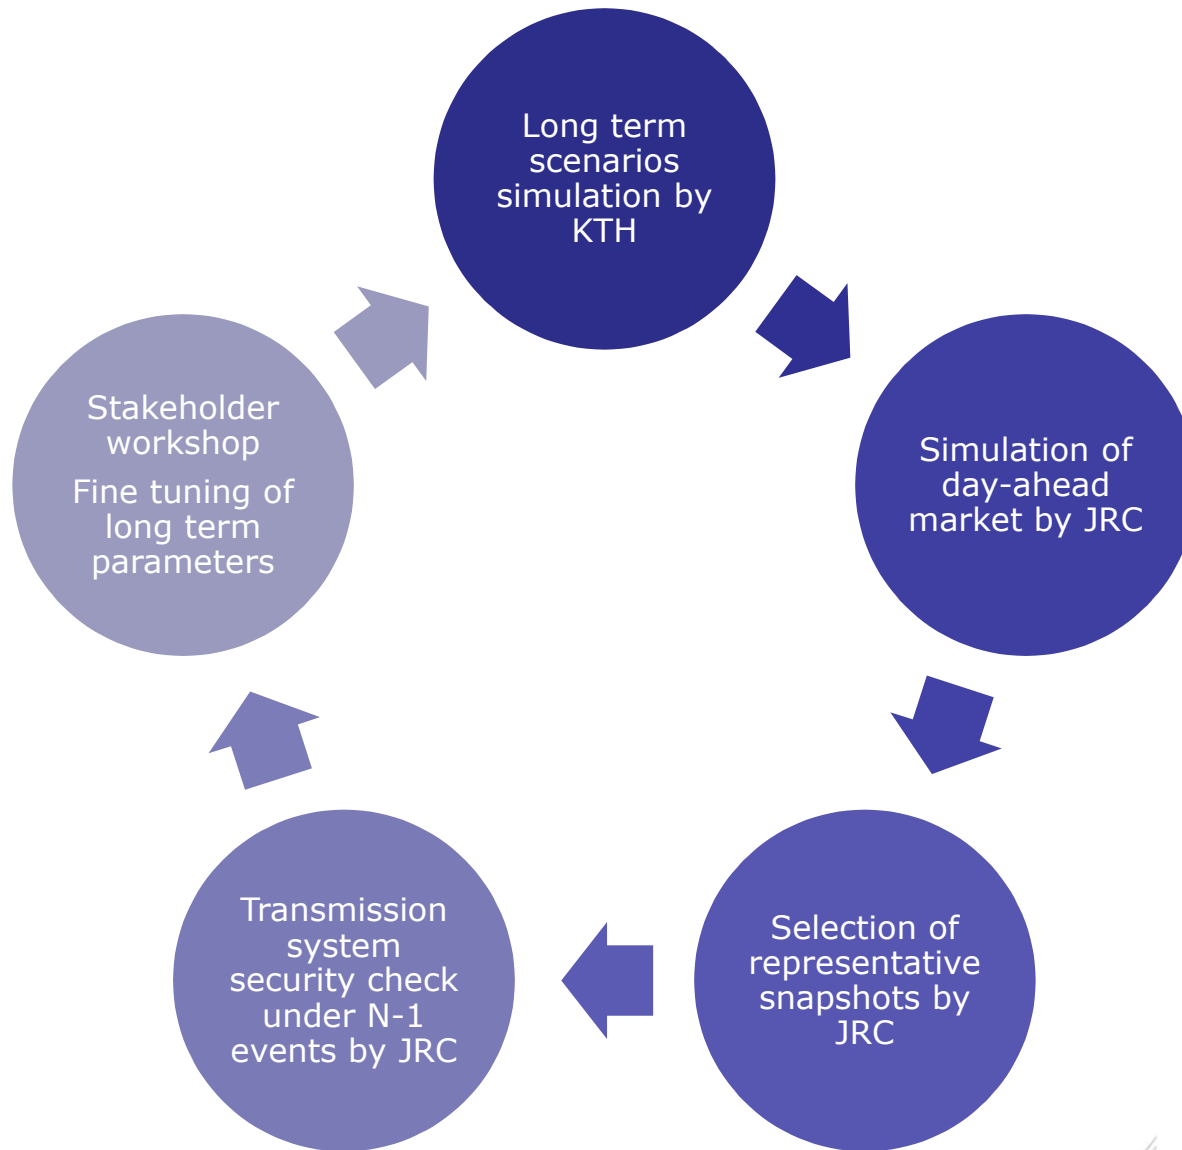 Long term
scenarios
simulation by
KTH
Simulation of
day-ahead
market by JRC
Selection of
representative
snapshots by
JRC
Transmission
system
security check
under N-1
events by JRC
Stakeholder
workshop
Fine tuning of
long term
parameters